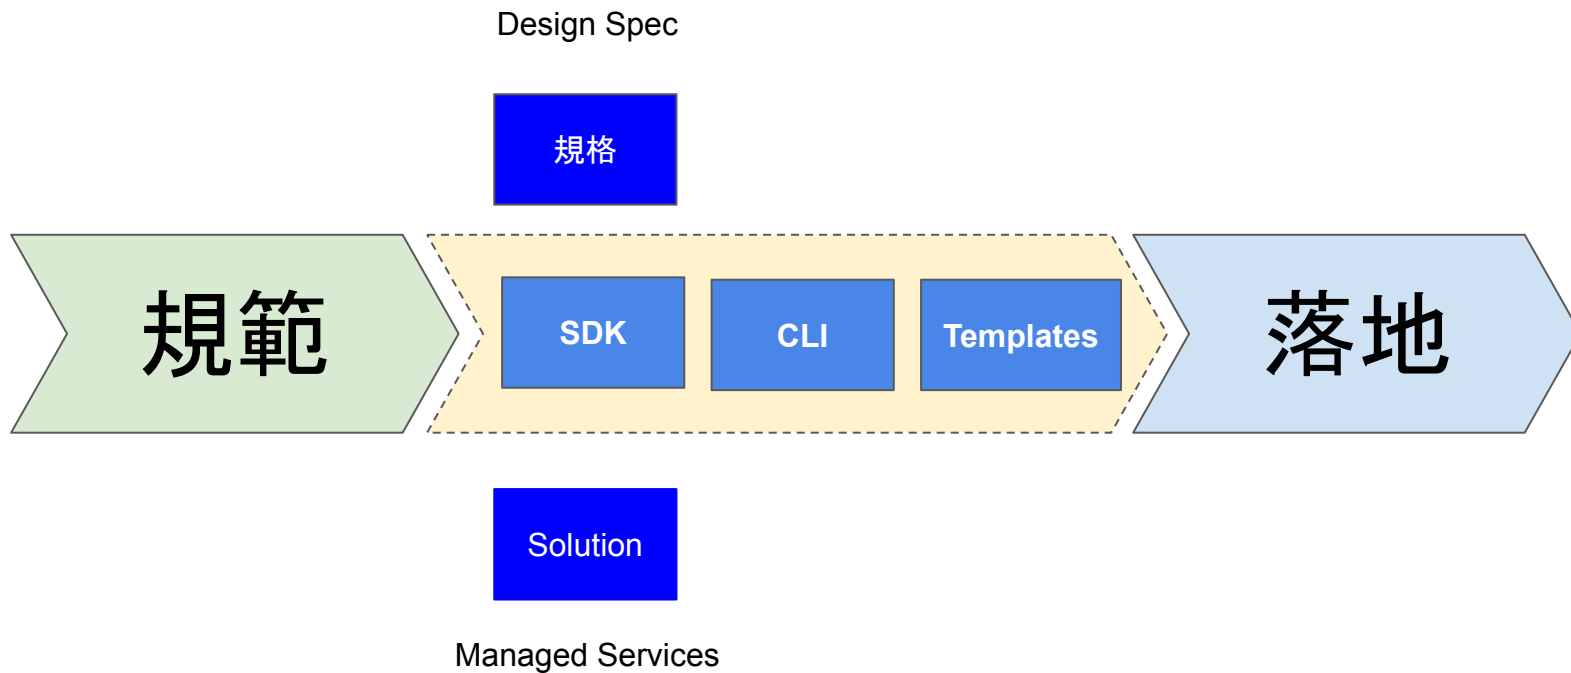 Design Spec
規格
規範
SDK
CLI
Templates
落地
Solution
Managed Services